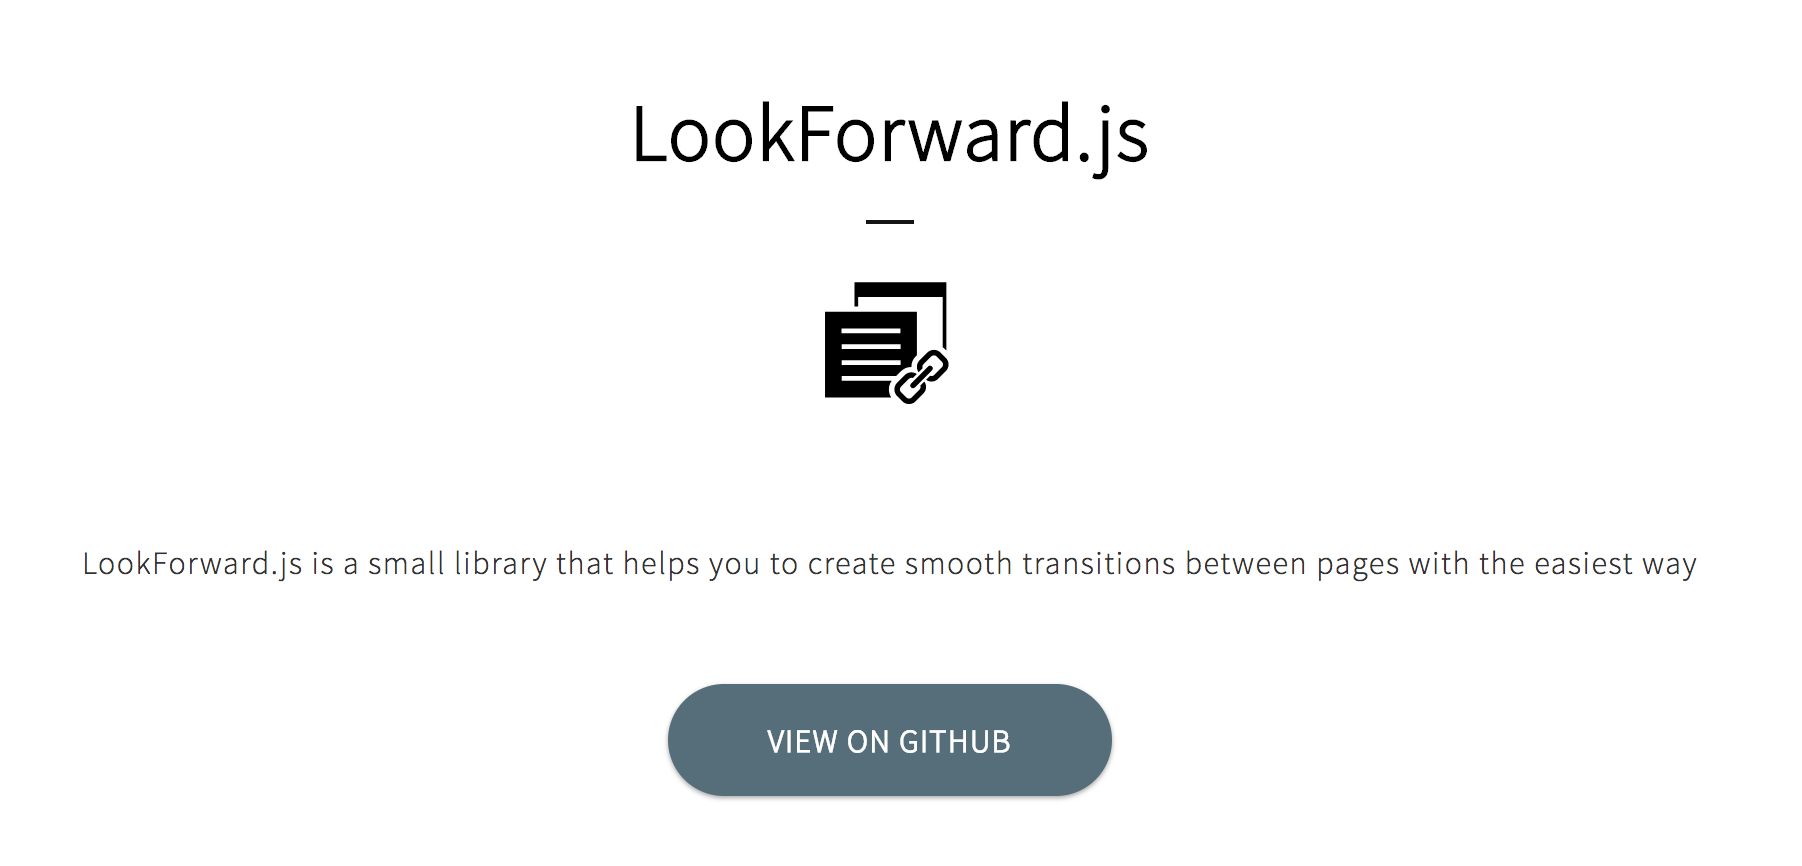 LookForward.js
LookForward.js is a small library that helps you to create smooth transitions between pages with the easiest way
VIEW ON GITHUB